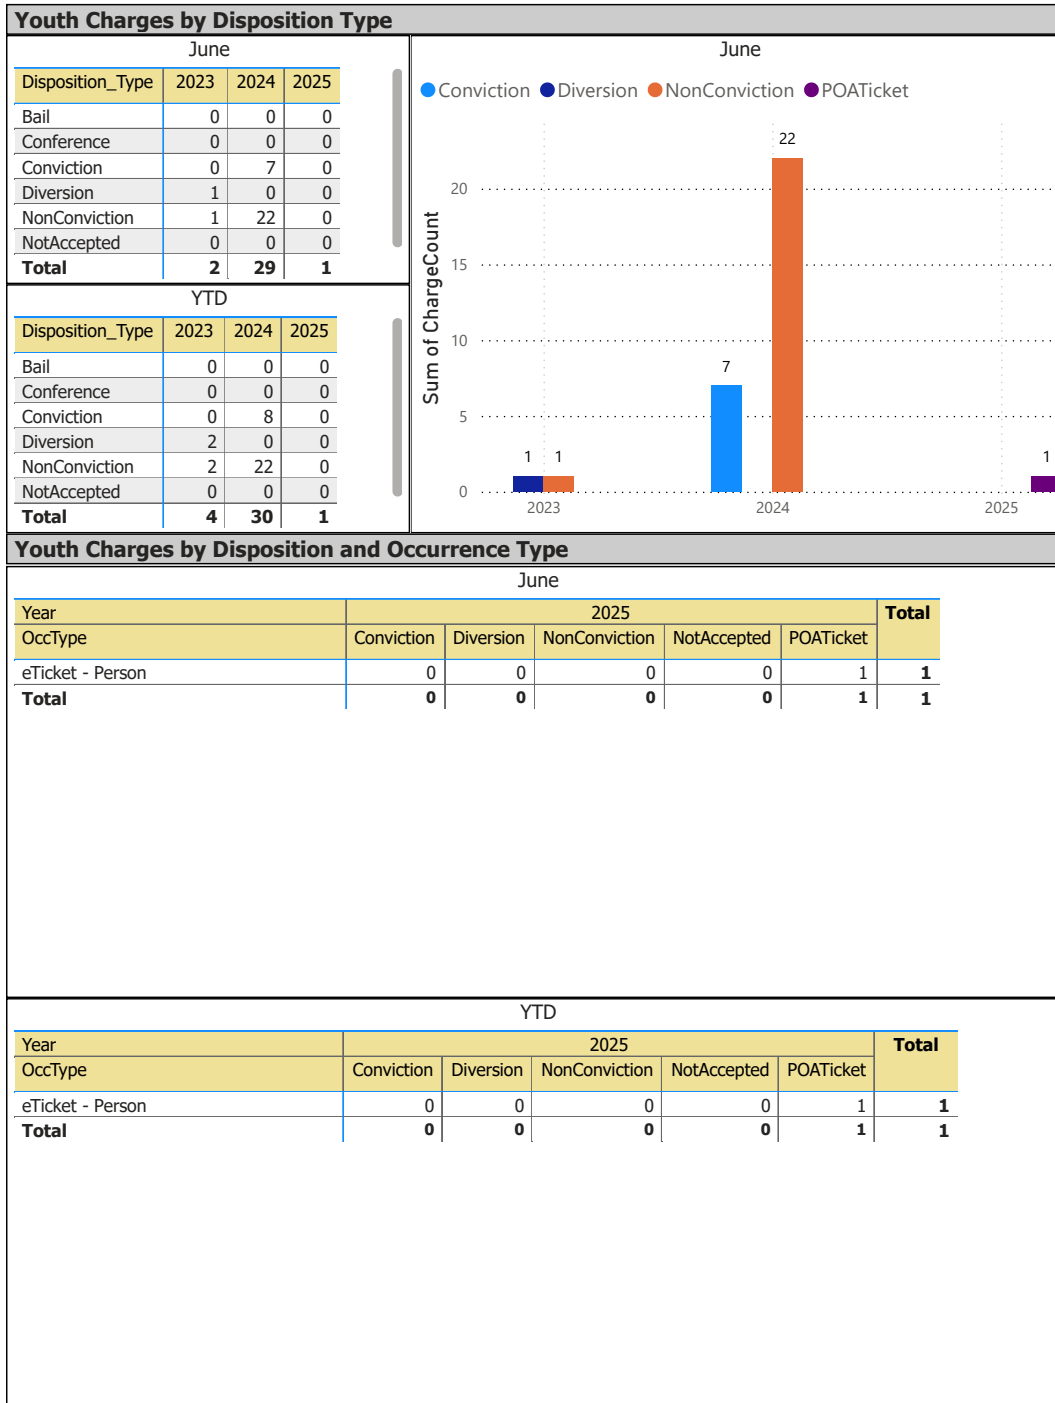 Youth Charges by Disposition Type
June
Disposition_Type 2023 2024 2025
Bail 0 0 0
Conference 0 0 0
Conviction 0 7 0
Diversion 1 0 0
NonConviction 1 22 0
NotAccepted 0 0 0
Total 2 29 1
YTD
Disposition_Type 2023 2024 2025
Bail 0 0 0
Conference 0 0 0
Conviction 0 8 0
Diversion 2 0 0
NonConviction 2 22 0
NotAccepted 0 0 0
Total 4 30 1
June
Conviction Diversion NonConviction POATicket
Sum of ChargeCount
22
20
15
10
7
5
1 1 1
0
2023 2024 2025
Youth Charges by Disposition and Occurrence Type
June
Year 2025 Total
OccType Conviction Diversion NonConviction NotAccepted POATicket
eTicket - Person 0 0 0 0 1 1
Total 0 0 0 0 1 1
YTD
Year 2025 Total
OccType Conviction Diversion NonConviction NotAccepted POATicket
eTicket - Person 0 0 0 0 1 1
Total 0 0 0 0 1 1